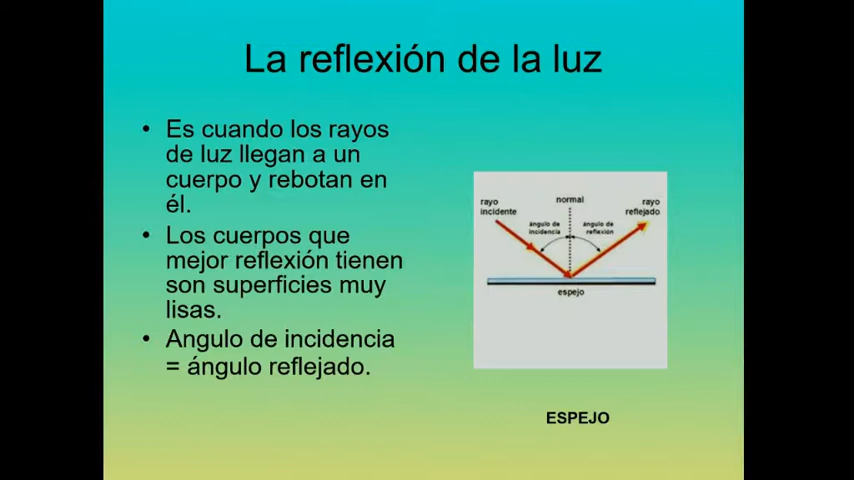 La reflexión de la luz
• Es cuando los rayos
de luz llegan a un
cuerpo y rebotan en
él.
• Los cuerpos que
mejor reflexión tienen
son superficies muy
lisas.
• Angulo de incidencia
= ángulo reflejado.
rayo
incidente
normal
rayo
reflejado
ángulo de
incidencia
ángulo de
reflexión
espejo
ESPEJO